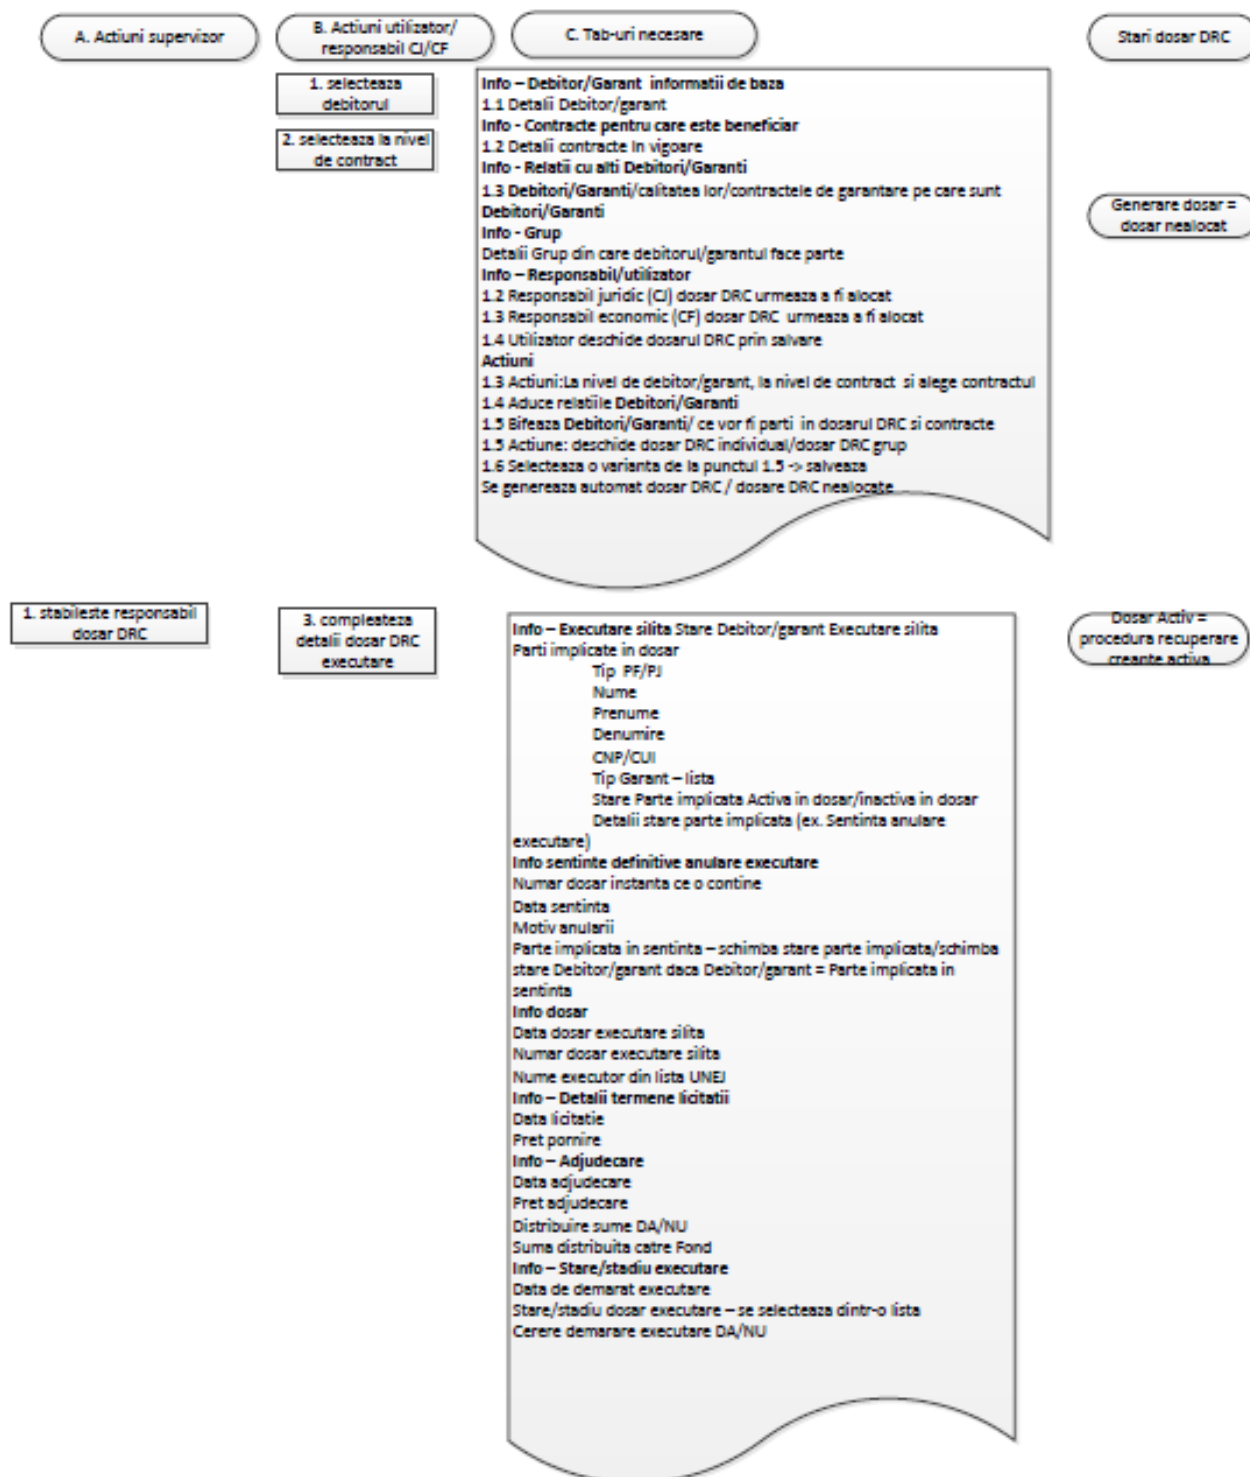 A. Actiuni supervizor
B. Actiuni utilizator/
responsabil CJ/CF
C. Tab-uri necesare
Stari dosar DRC
1. selecteaza
debitorul
2. selecteaza la nivel
de contract
Info – Debitor/Garant informatii de baza
1.1 Detalii Debitor/garant
Info - Contracte pentru care este beneficiar
1.2 Detalii contracte in vigoare
Info - Relatii cu alti Debitori/Garanti
1.3 Debitori/Garanti/calitatea lor/contractele de garantare pe care sunt
Debitori/Garanti
Info - Grup
Detalii Grup din care debitorul/garantul face parte
Info – Responsabil/utilizator
1.2 Responsabil juridic (CJ) dosar DRC urmeaza a fi alocat
1.3 Responsabil economic (CF) dosar DRC urmeaza a fi alocat
1.4 Utilizator deschide dosarul DRC prin salvare
Actiuni
1.3 Actiuni:La nivel de debitor/garant, la nivel de contract si alege contractul
1.4 Aduce relatiile Debitori/Garanti
1.5 Bifeaza Debitori/Garanti/ ce vor fi parti in dosarul DRC si contracte
1.5 Actiune: deschide dosar DRC individual/dosar DRC grup
1.6 Selecteaza o varianta de la punctul 1.5 -> salveaza
Se genereaza automat dosar DRC / dosare DRC nealocate
Generare dosar =
dosar nealocat
1. stabileste responsabil
dosar DRC
3. compleateza
detalii dosar DRC
executare
Info – Executare silita Stare Debitor/garant Executare silita
Parti implicate in dosar
Tip PF/PJ
Nume
Prenume
Denumire
CNP/CUI
Tip Garant – lista
Stare Parte implicata Activa in dosar/inactiva in dosar
Detalii stare parte implicata (ex. Sentinta anulare
executare)
Info sentinte definitive anulare executare
Numar dosar instanta ce o contine
Data sentinta
Motiv anularii
Parte implicata in sentinta – schimba stare parte implicata/schimba
stare Debitor/garant daca Debitor/garant = Parte implicata in
sentinta
Info dosar
Data dosar executare silita
Numar dosar executare silita
Nume executor din lista UNEJ
Info – Detalii termene licitatii
Data licitatie
Pret pornire
Info – Adjudecare
Data adjudecare
Pret adjudecare
Distribuire sume DA/NU
Suma distribuita catre Fond
Info – Stare/stadiu executare
Data de demarat executare
Stare/stadiu dosar executare – se selecteaza dintr-o lista
Cerere demarare executare DA/NU
Dosar Activ =
procedura recuperare
creante activa